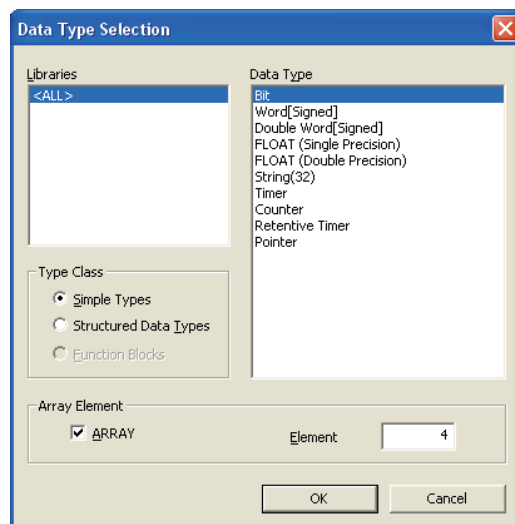 Data Type Selection
Libraries
<ALL>
Data Type
Bit
Word[Signed]
Double Word[Signed]
FLOAT (Single Precision)
FLOAT (Double Precision)
String(32)
Timer
Counter
Retentive Timer
Pointer
Type Class
Simple Types
Structured Data Types
Function Blocks
Array Element
ARRAY
Element
4
OK
Cancel